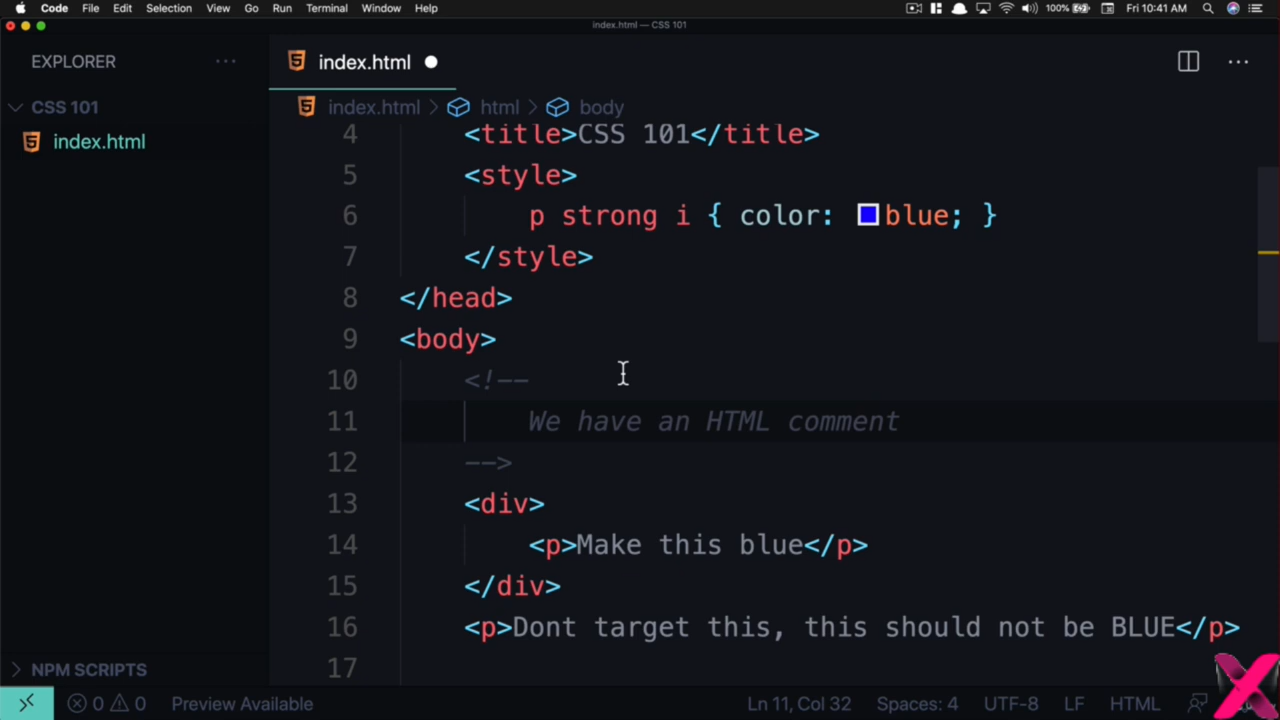 Code File Edit Selection View Go Run Terminal Window Help 100% Fri 10:41 AM
index.html — CSS 101
EXPLORER ···
index.html ● ···
CSS 101
index.html > html > body
index.html
4 <title>CSS 101</title>
5 <style>
6 p strong i { color: blue; }
7 </style>
8 </head>
9 <body>
10 <!--
11 We have an HTML comment
12 -->
13 <div>
14 <p>Make this blue</p>
15 </div>
16 <p>Dont target this, this should not be BLUE</p>
17
NPM SCRIPTS
0 0 Preview Available Ln 11, Col 32 Spaces: 4 UTF-8 LF HTML
X